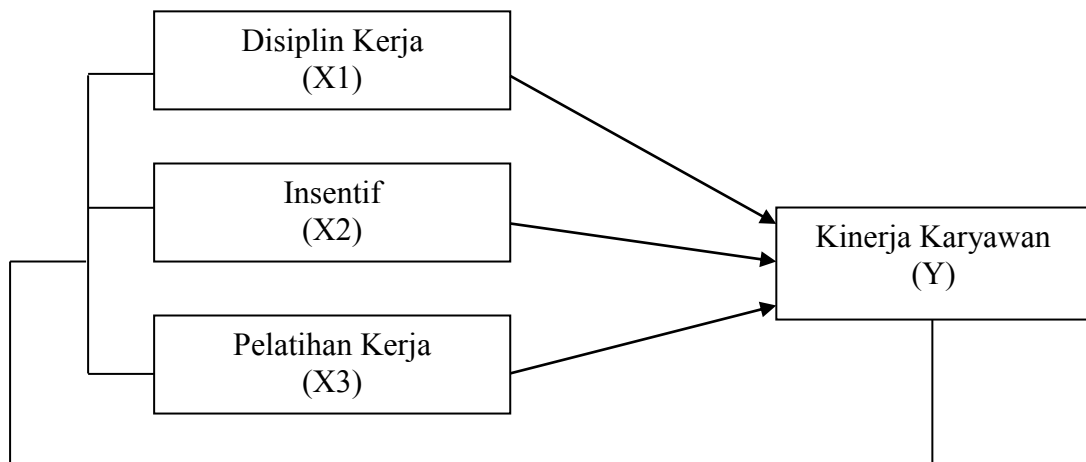 Disiplin Kerja
(X1)
Insentif
(X2)
Pelatihan Kerja
(X3)
Kinerja Karyawan
(Y)